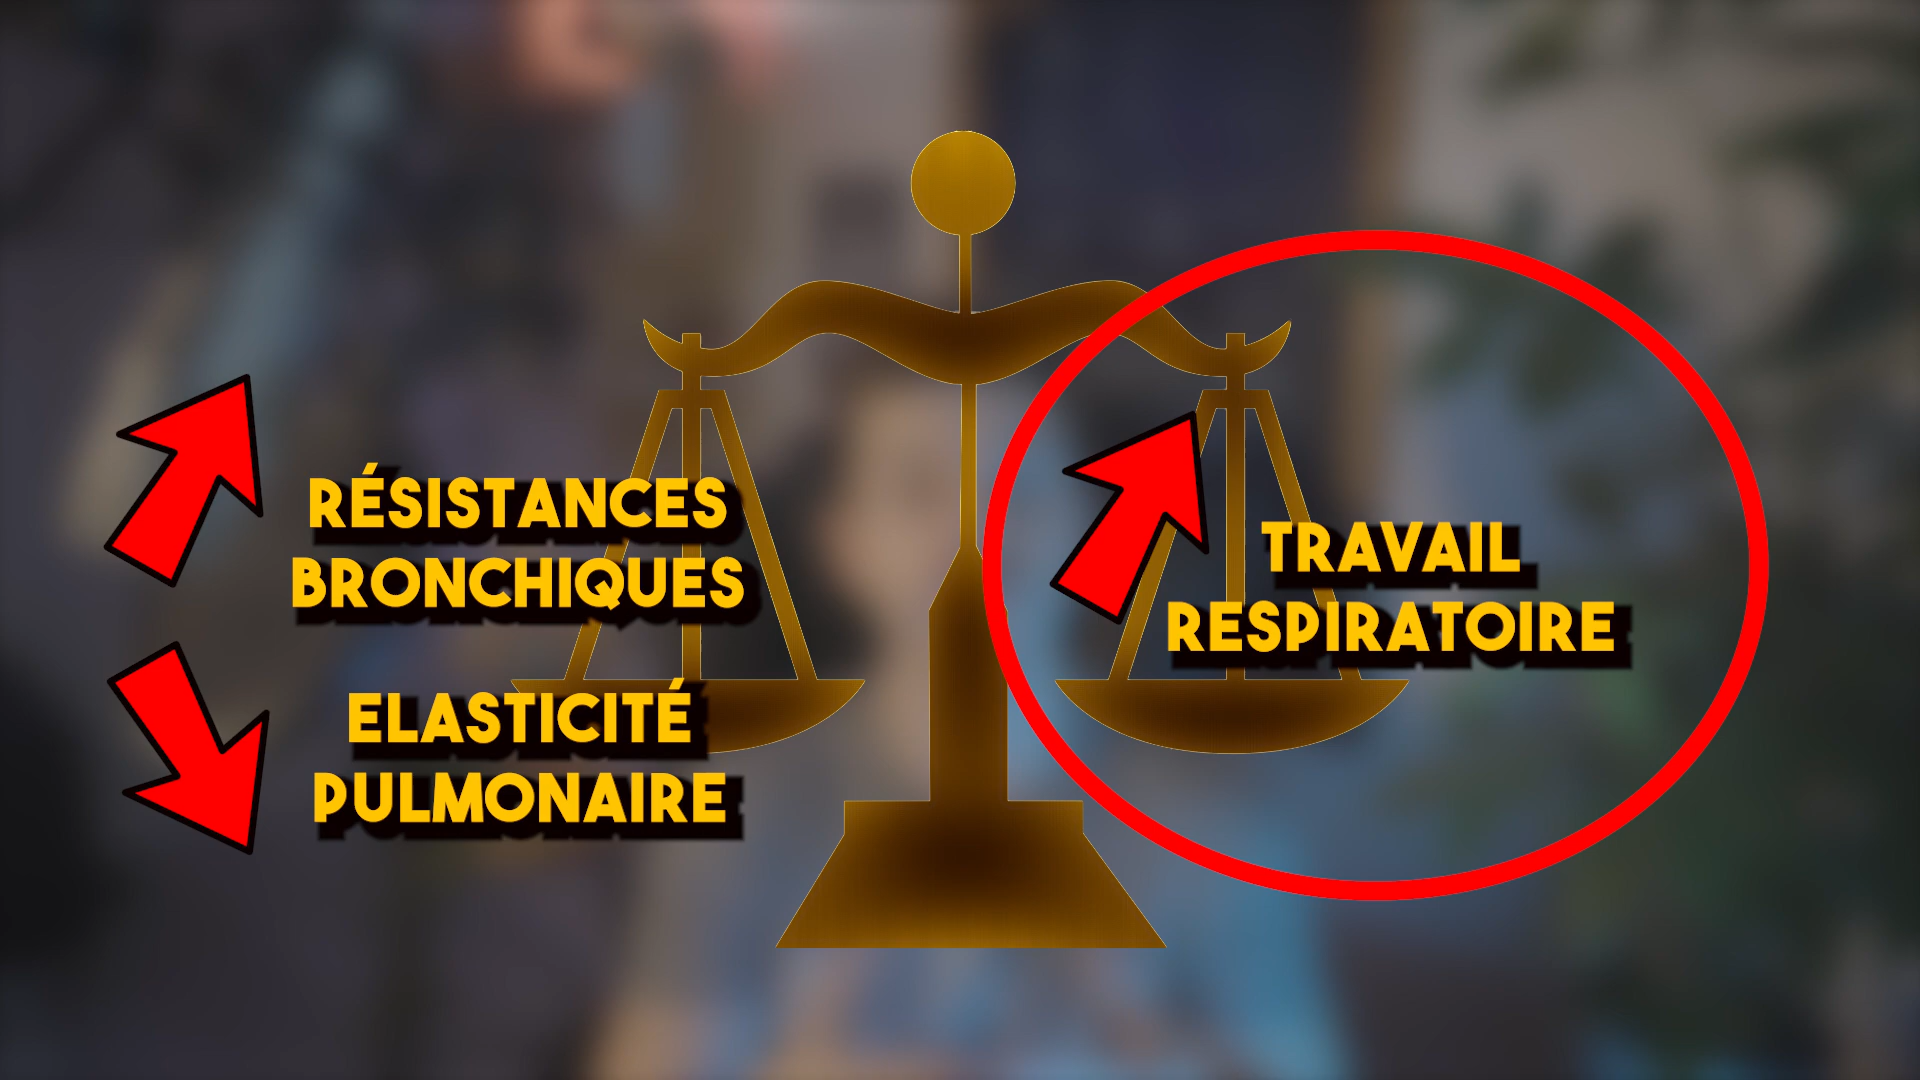 RÉSISTANCES
BRONCHIQUES
ELASTICITÉ
PULMONAIRE
TRAVAIL
RESPIRATOIRE